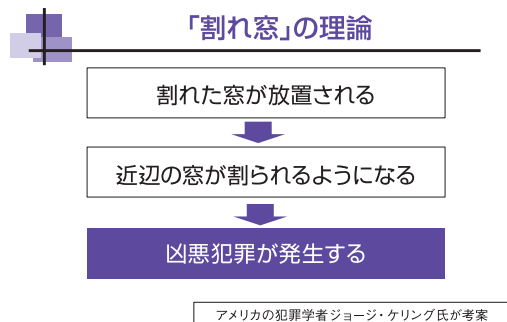 「割れ窓」の理論
割れた窓が放置される
近辺の窓が割られるようになる
凶悪犯罪が発生する
アメリカの犯罪学者ジョージ・ケリング氏が考案